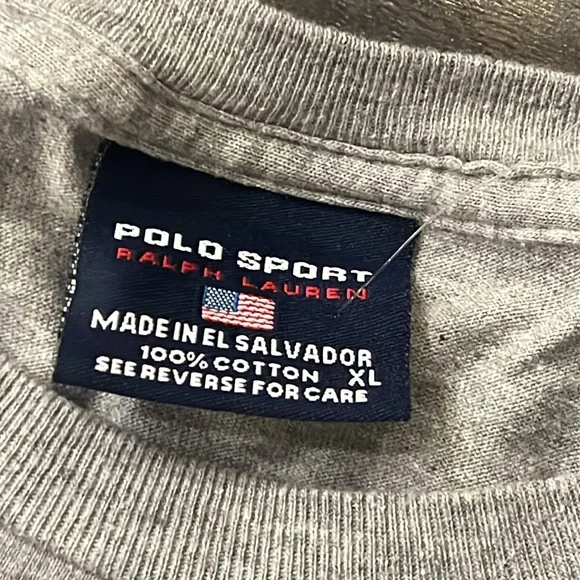 POLO SPORT
RALPH LAUREN
MADE IN EL SALVADOR
100% COTTON XL
SEE REVERSE FOR CARE